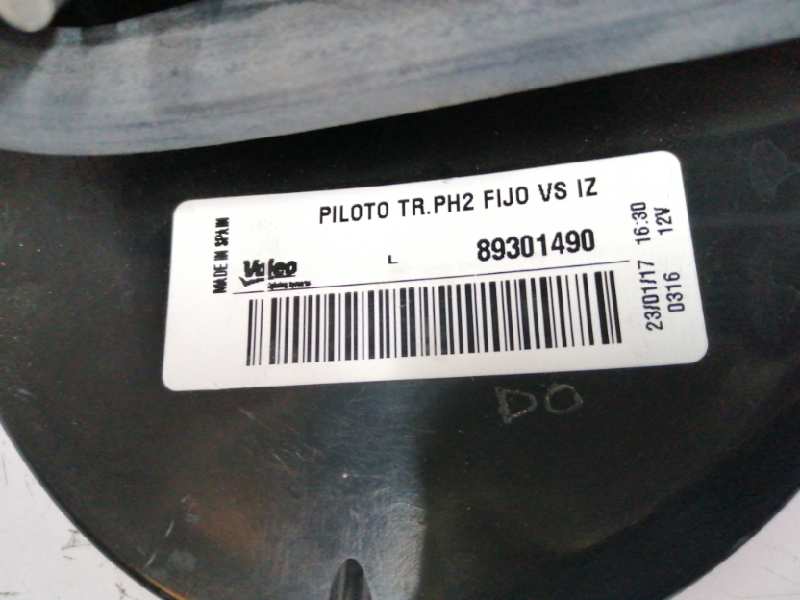 PILOTO TR.PH2 FIJO VS IZ
MADE IN SPAIN
Valeo
L 89301490
23/01/17 16:30
0316 12V
DO